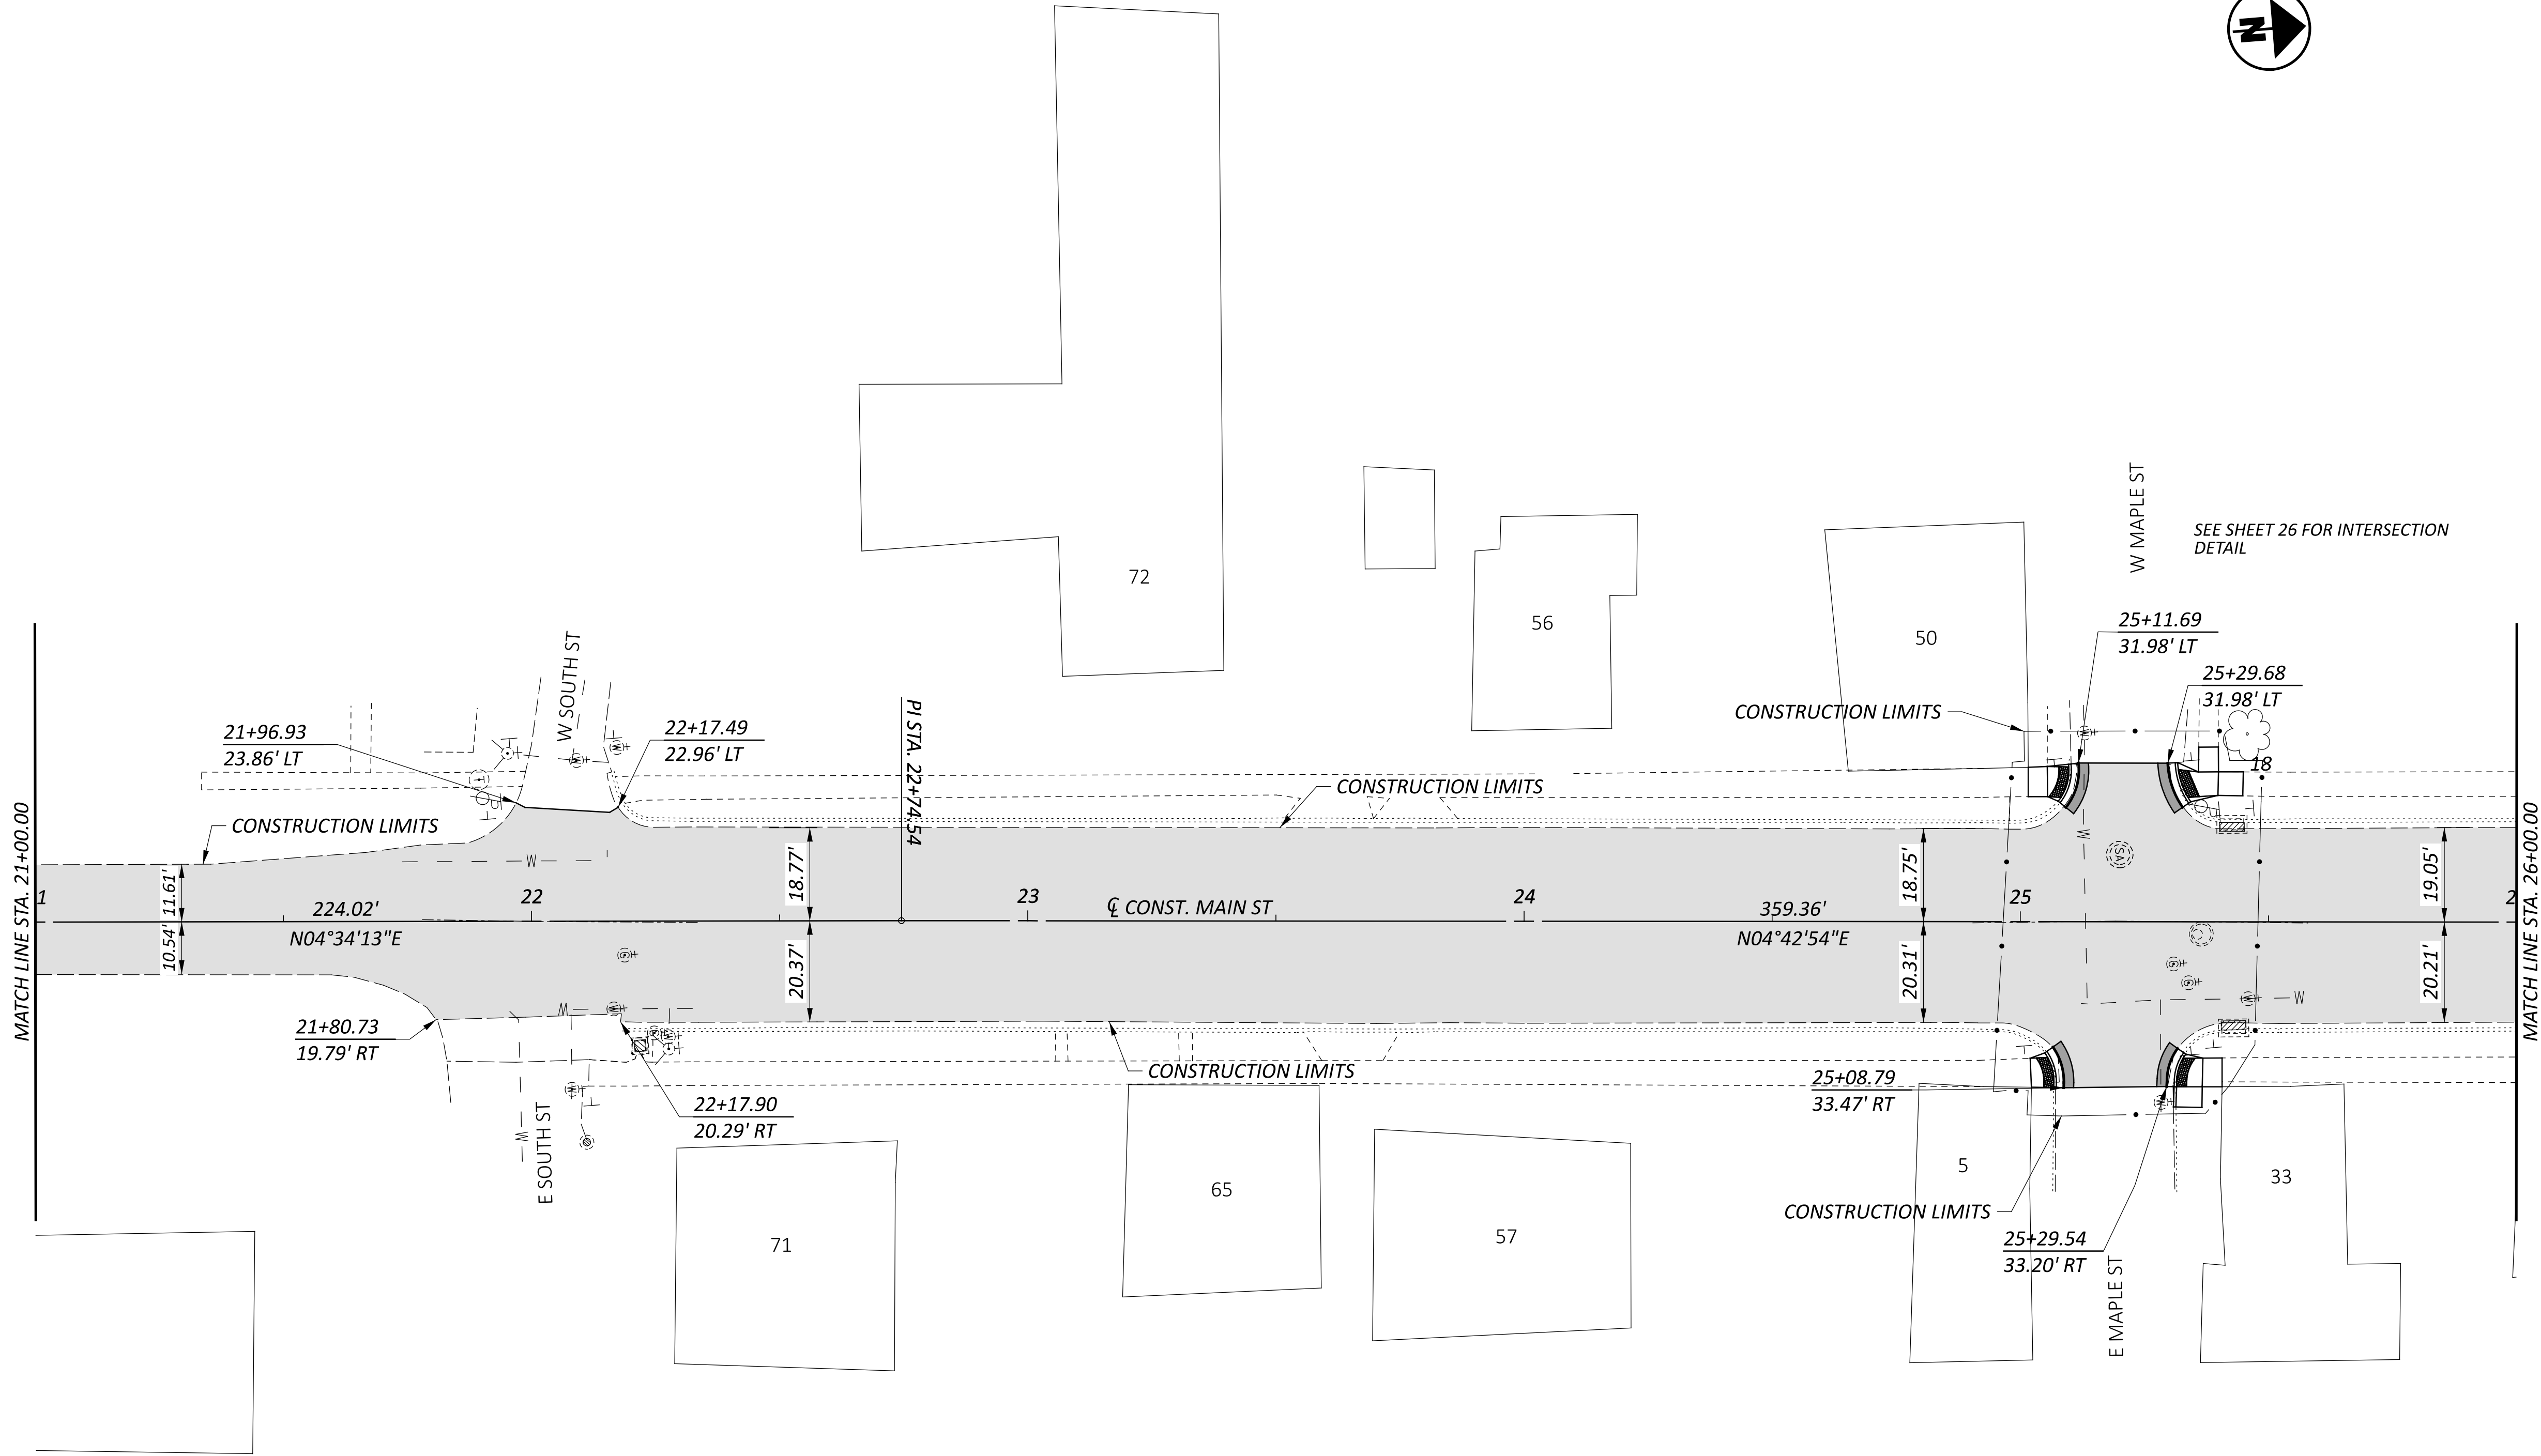 N
72
56
50
W MAPLE ST
SEE SHEET 26 FOR INTERSECTION
DETAIL
25+11.69
31.98' LT
25+29.68
31.98' LT
CONSTRUCTION LIMITS
18
W SOUTH ST
21+96.93
23.86' LT
22+17.49
22.96' LT
PI STA. 22+74.54
CONSTRUCTION LIMITS
CONSTRUCTION LIMITS
MATCH LINE STA. 21+00.00
MATCH LINE STA. 26+00.00
11.61'
18.77'
18.75'
19.05'
W
W
SA
1
224.02'
22
23
CL CONST. MAIN ST
24
359.36'
25
2
10.54'
N04°34'13"E
N04°42'54"E
20.37'
20.31'
20.21'
G
G
G
W
W
W
W
21+80.73
19.79' RT
CONSTRUCTION LIMITS
22+17.90
20.29' RT
25+08.79
33.47' RT
W
E SOUTH ST
71
65
57
5
33
CONSTRUCTION LIMITS
25+29.54
33.20' RT
E MAPLE ST